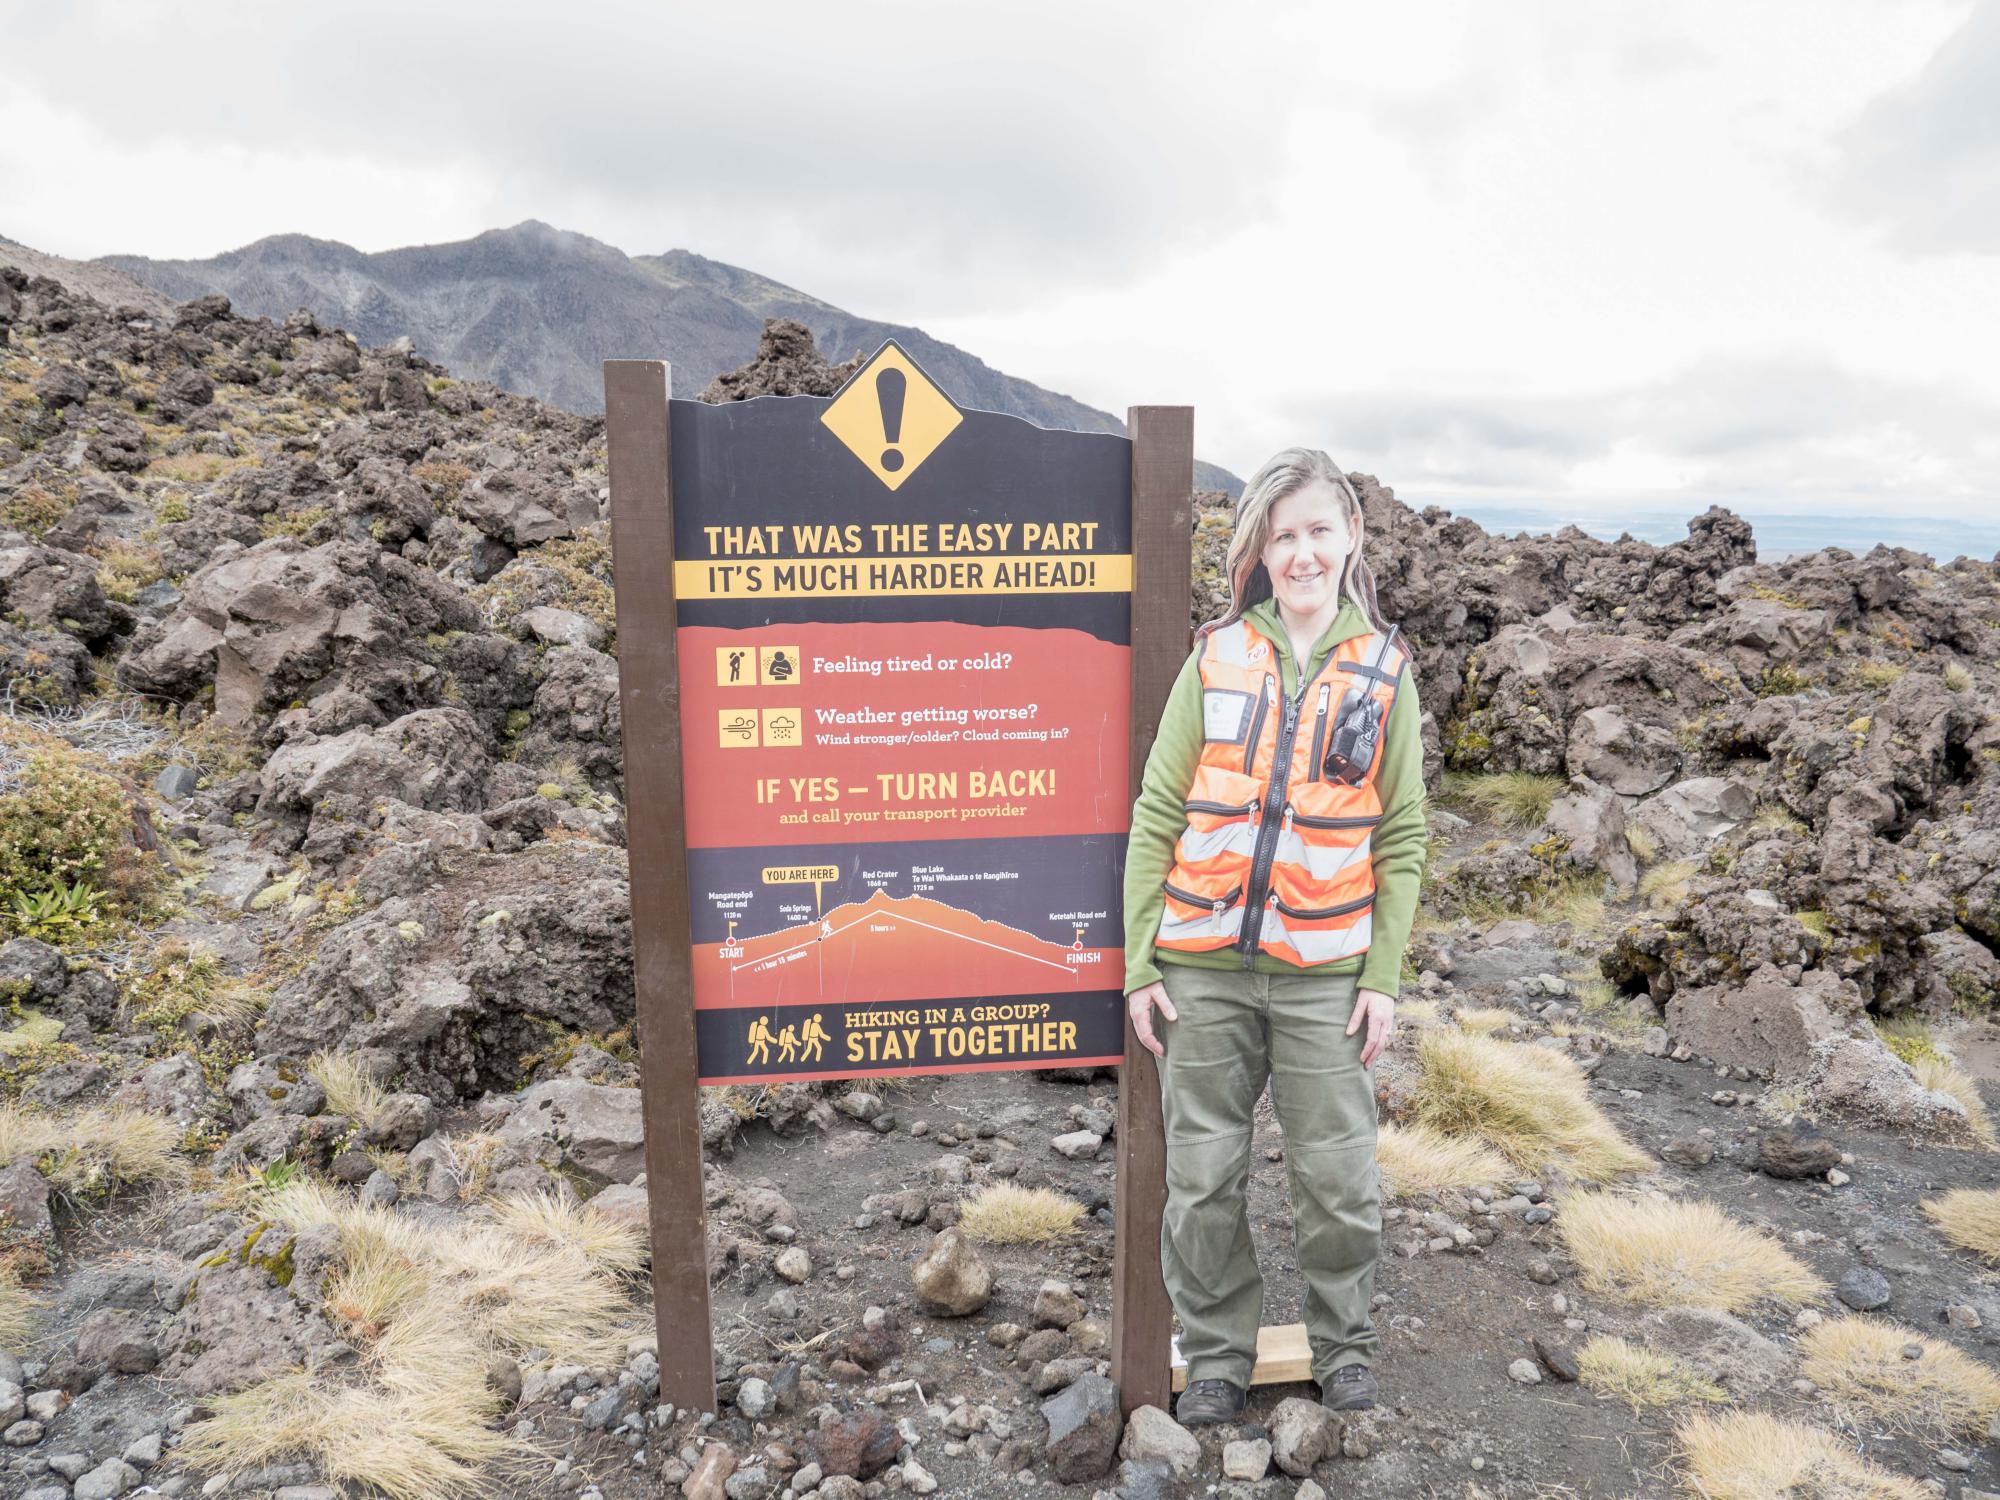 THAT WAS THE EASY PART
IT'S MUCH HARDER AHEAD!
Feeling tired or cold?
Weather getting worse?
Wind stronger/colder? Cloud coming in?
IF YES – TURN BACK!
and call your transport provider
YOU ARE HERE
Mangatepōpō
Road end
1120 m
START
Soda Springs
1400 m
Red Crater
1868 m
Blue Lake
Te Wai Whakaata o te Rangihīroa
1725 m
Ketetahi Road end
760 m
FINISH
<< 1 hour 15 minutes
5 hours >>
HIKING IN A GROUP?
STAY TOGETHER